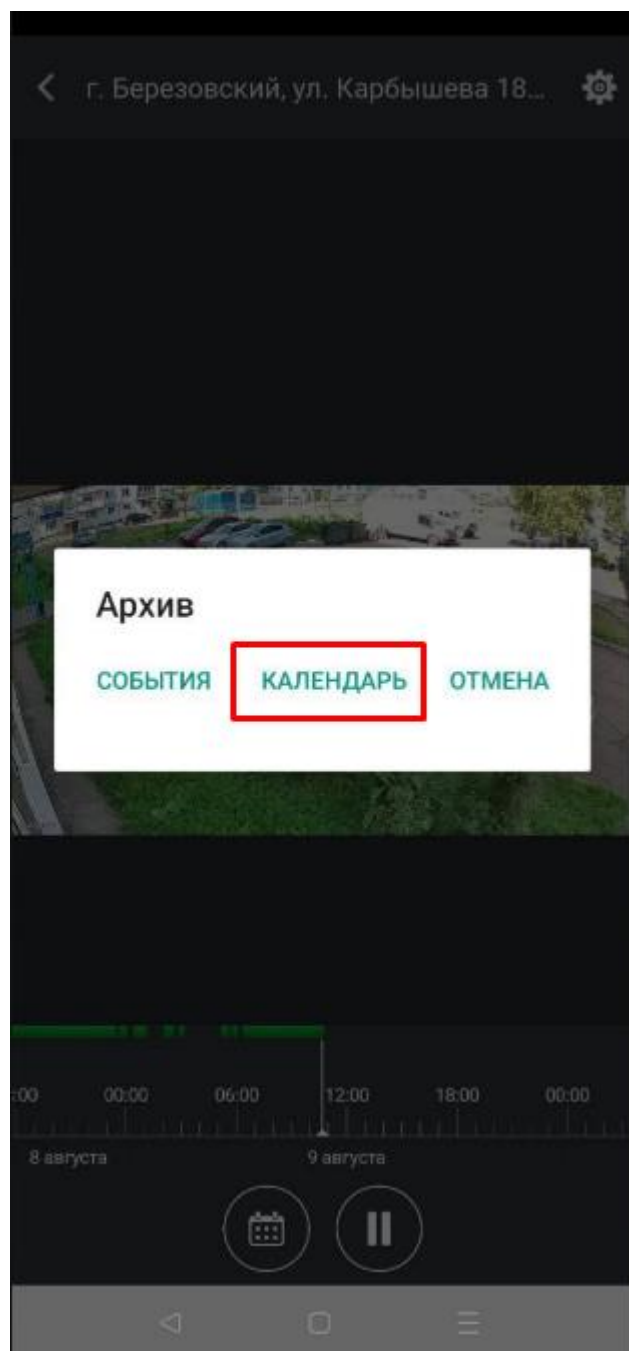 г. Березовский, ул. Карбышева 18...
Архив
СОБЫТИЯ КАЛЕНДАРЬ ОТМЕНА
:00 00:00 06:00 12:00 18:00 00:00
8 августа 9 августа